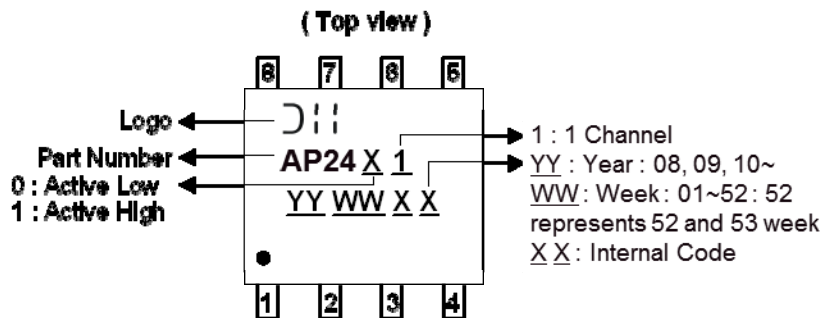 ( Top view )
8 7 6 5
Logo
Part Number
0 : Active Low
1 : Active High
AP24 X 1
YY WW X X
1 : 1 Channel
YY : Year : 08, 09, 10~
WW : Week : 01~52 : 52
represents 52 and 53 week
X X : Internal Code
1 2 3 4